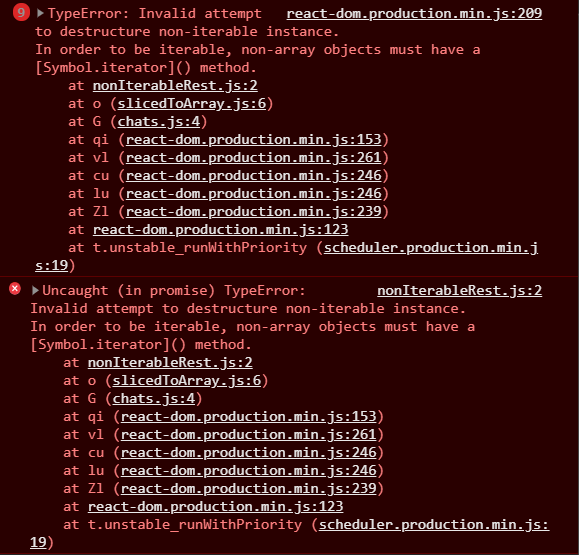 9 ▶TypeError: Invalid attempt react-dom.production.min.js:209
to destructure non-iterable instance.
In order to be iterable, non-array objects must have a
[Symbol.iterator]() method.
at nonIterableRest.js:2
at o (slicedToArray.js:6)
at G (chats.js:4)
at qi (react-dom.production.min.js:153)
at vl (react-dom.production.min.js:261)
at cu (react-dom.production.min.js:246)
at lu (react-dom.production.min.js:246)
at Zl (react-dom.production.min.js:239)
at react-dom.production.min.js:123
at t.unstable_runWithPriority (scheduler.production.min.j
s:19)
▶Uncaught (in promise) TypeError: nonIterableRest.js:2
Invalid attempt to destructure non-iterable instance.
In order to be iterable, non-array objects must have a
[Symbol.iterator]() method.
at nonIterableRest.js:2
at o (slicedToArray.js:6)
at G (chats.js:4)
at qi (react-dom.production.min.js:153)
at vl (react-dom.production.min.js:261)
at cu (react-dom.production.min.js:246)
at lu (react-dom.production.min.js:246)
at Zl (react-dom.production.min.js:239)
at react-dom.production.min.js:123
at t.unstable_runWithPriority (scheduler.production.min.js:
19)